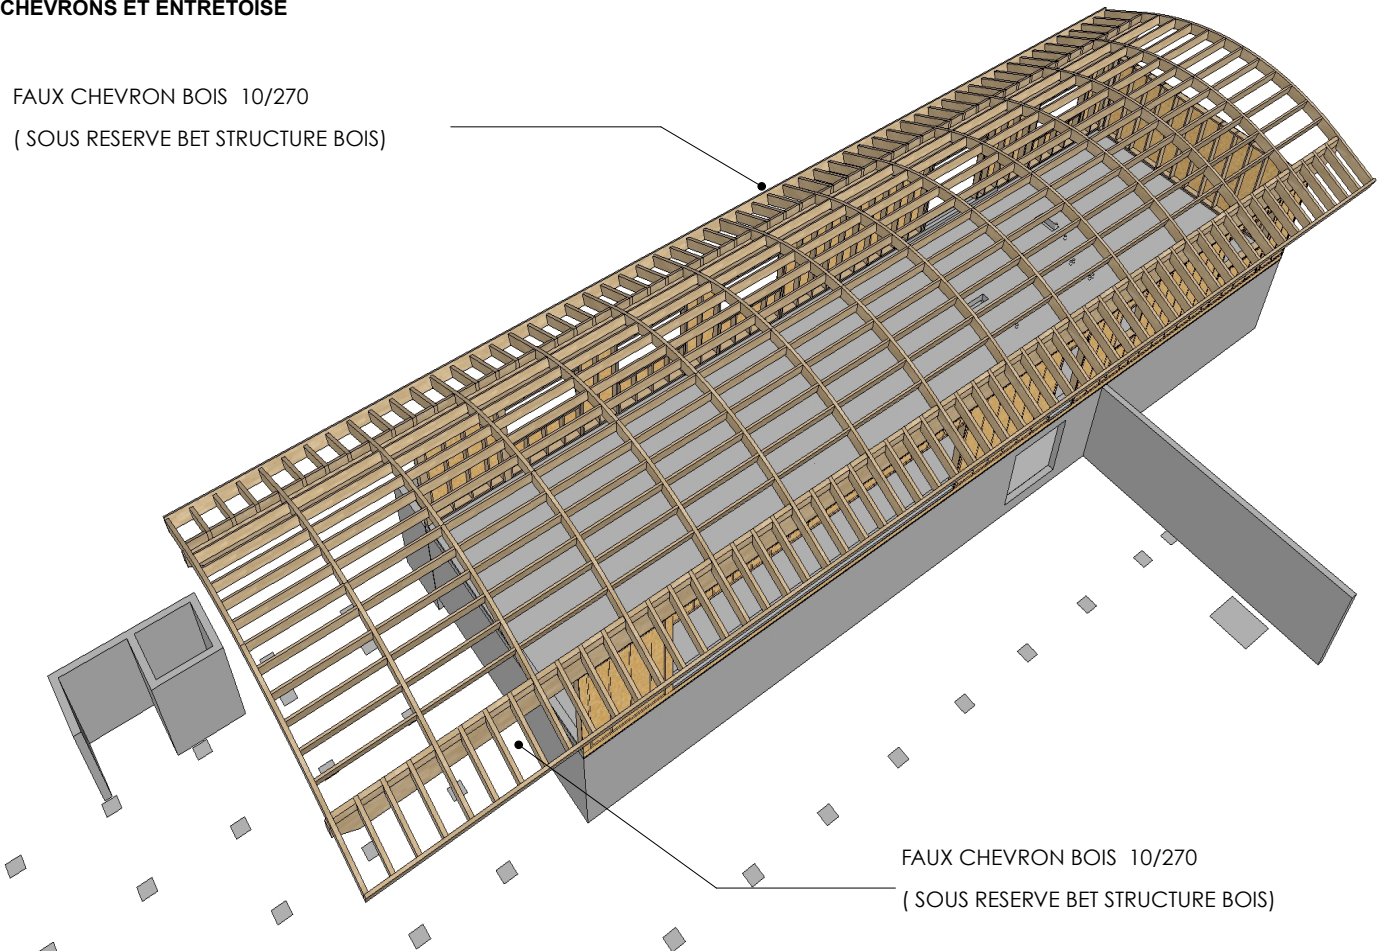 CHEVRONS ET ENTRETOISE
FAUX CHEVRON BOIS 10/270
( SOUS RESERVE BET STRUCTURE BOIS)
FAUX CHEVRON BOIS 10/270
( SOUS RESERVE BET STRUCTURE BOIS)